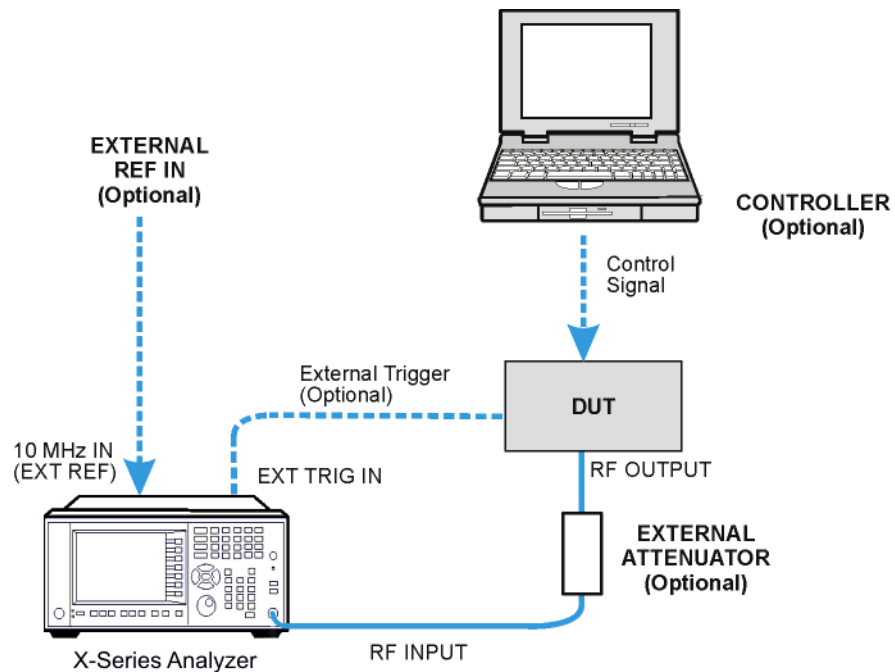 EXTERNAL
REF IN
(Optional)
CONTROLLER
(Optional)
Control
Signal
External Trigger
(Optional)
DUT
10 MHz IN
(EXT REF)
EXT TRIG IN
RF OUTPUT
EXTERNAL
ATTENUATOR
(Optional)
RF INPUT
X-Series Analyzer